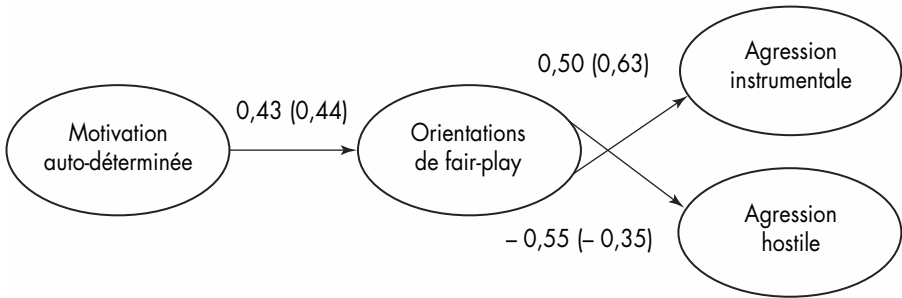 Motivation
auto-déterminée
0,43 (0,44)
Orientations
de fair-play
0,50 (0,63)
Agression
instrumentale
– 0,55 (– 0,35)
Agression
hostile